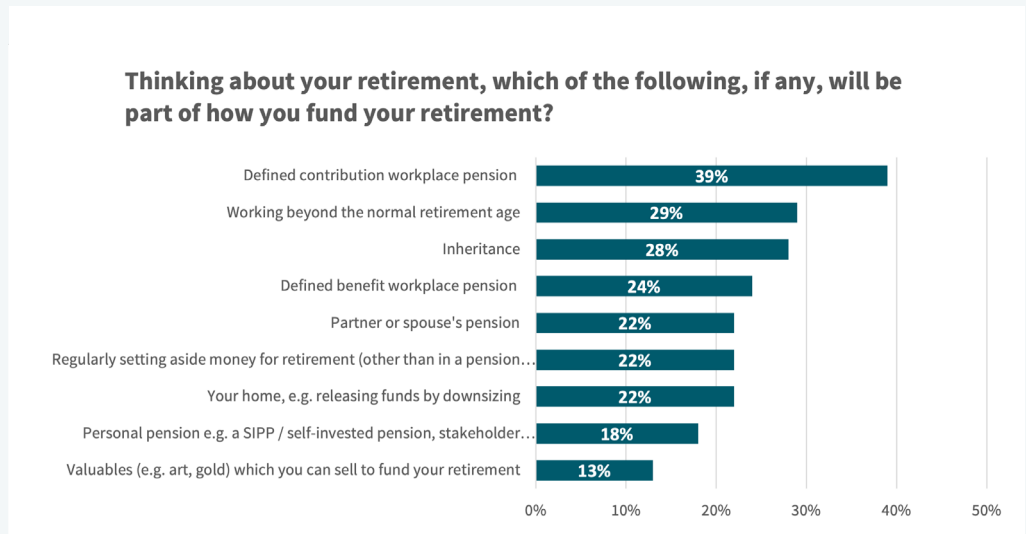 Thinking about your retirement, which of the following, if any, will be
part of how you fund your retirement?
Defined contribution workplace pension 39%
Working beyond the normal retirement age 29%
Inheritance 28%
Defined benefit workplace pension 24%
Partner or spouse's pension 22%
Regularly setting aside money for retirement (other than in a pension... 22%
Your home, e.g. releasing funds by downsizing 22%
Personal pension e.g. a SIPP / self-invested pension, stakeholder... 18%
Valuables (e.g. art, gold) which you can sell to fund your retirement 13%
0% 10% 20% 30% 40% 50%